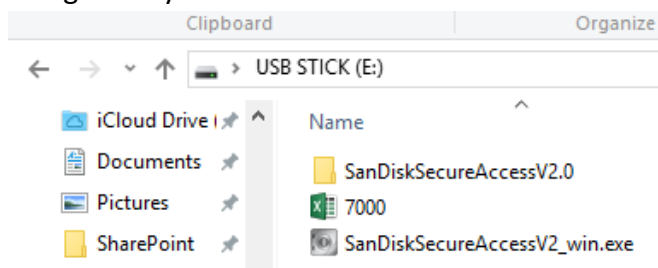 Clipboard Organize
USB STICK (E:)
iCloud Drive (
Name
Documents
SanDiskSecureAccessV2.0
Pictures
7000
SharePoint
SanDiskSecureAccessV2_win.exe